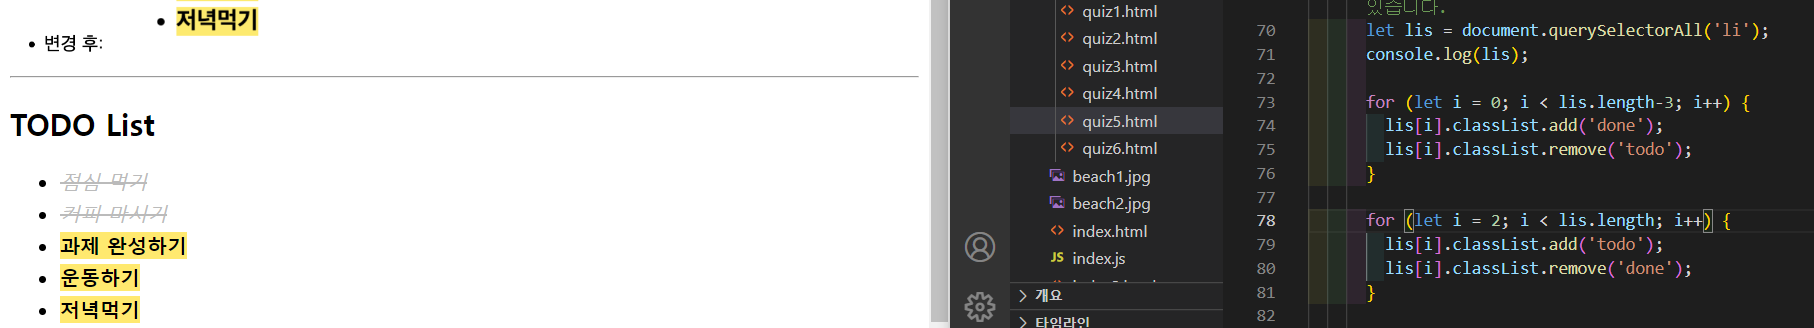 저녁먹기
변경 후:
TODO List
점심 먹기
커피 마시기
과제 완성하기
운동하기
저녁먹기
quiz1.html
quiz2.html
quiz3.html
quiz4.html
quiz5.html
quiz6.html
beach1.jpg
beach2.jpg
index.html
JS index.js
개요
타임라인
있습니다.
70 let lis = document.querySelectorAll('li');
71 console.log(lis);
72
73 for (let i = 0; i < lis.length-3; i++) {
74 lis[i].classList.add('done');
75 lis[i].classList.remove('todo');
76 }
77
78 for (let i = 2; i < lis.length; i++) {
79 lis[i].classList.add('todo');
80 lis[i].classList.remove('done');
81 }
82